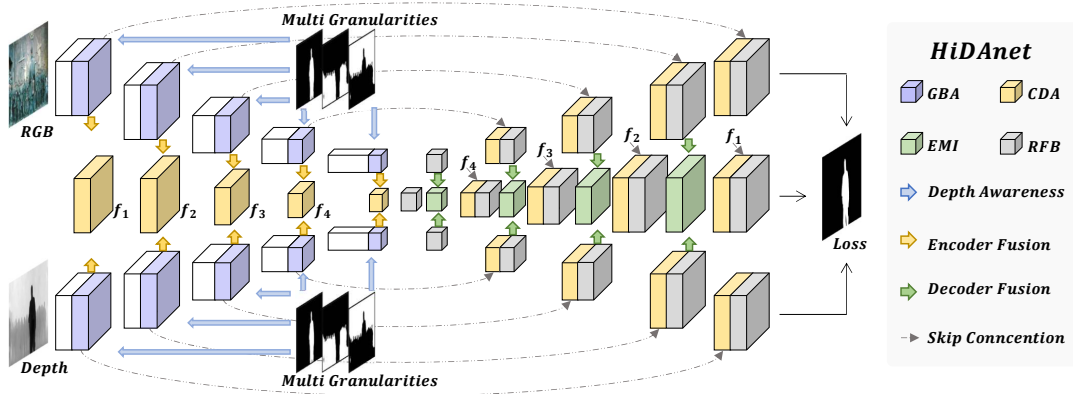 Multi Granularities
HiDAnet
GBA
CDA
RGB
EMI
RFB
f₄
f₃
f₂
f₁
f₁
f₂
f₃
f₄
Depth Awareness
Loss
Encoder Fusion
Decoder Fusion
Skip Conncention
Depth
Multi Granularities